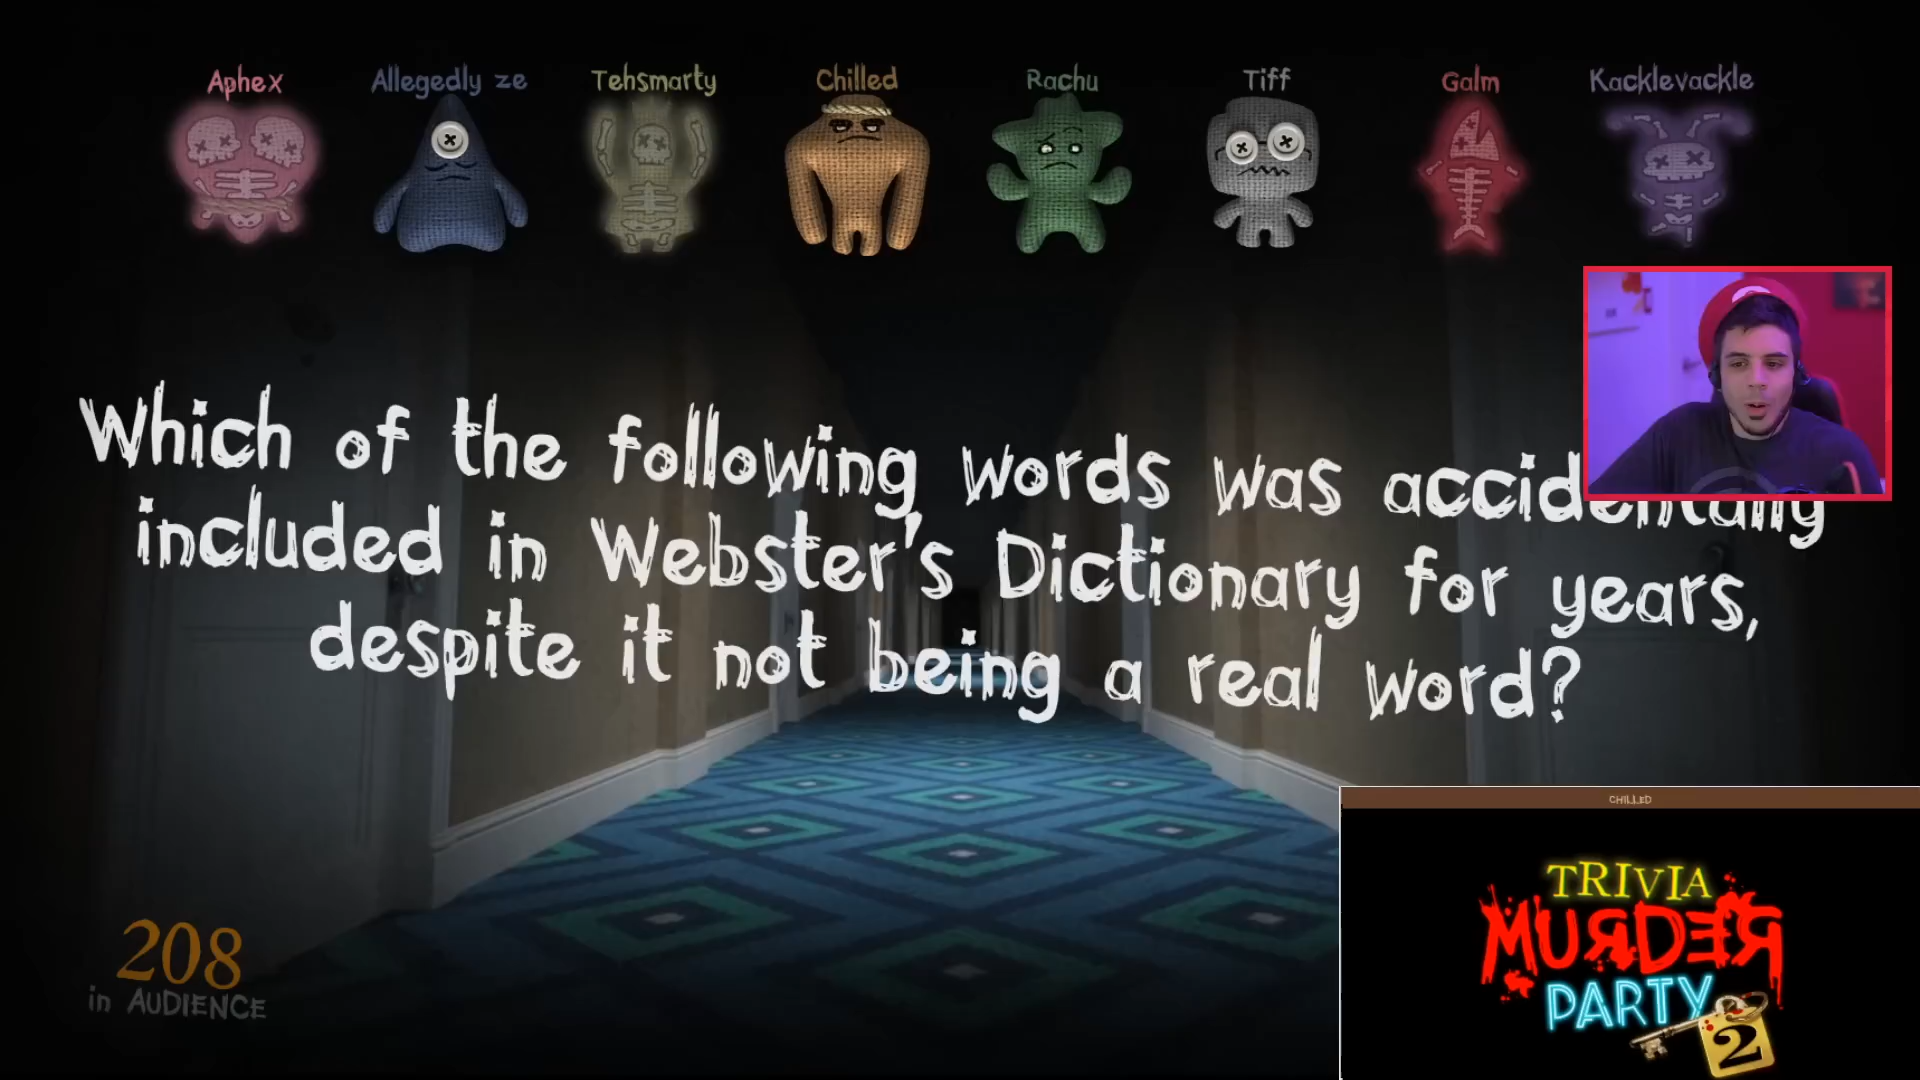 Aphex Allegedly ze Tehsmarty Chilled Rachu Tiff Galm Kacklevackle
Which of the following words was accidentally
included in Webster's Dictionary for years,
despite it not being a real word?
208
in AUDIENCE
CHILLED
TRIVIA
MURDER
PARTY
2